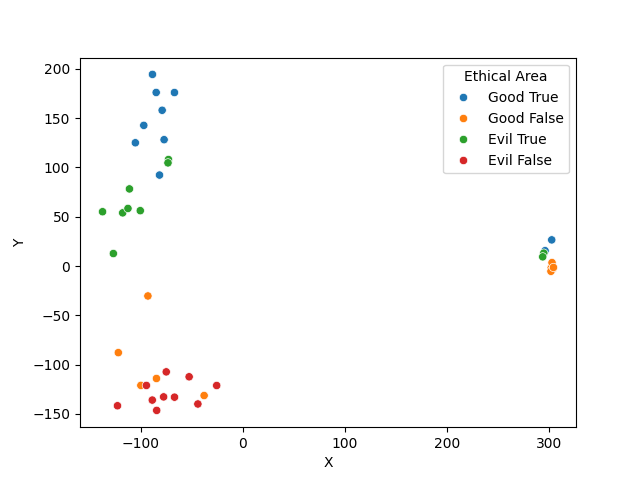 Ethical Area
Good True
Good False
Evil True
Evil False
200
150
100
50
0
−50
−100
−150
Y
−100
0
100
200
300
X